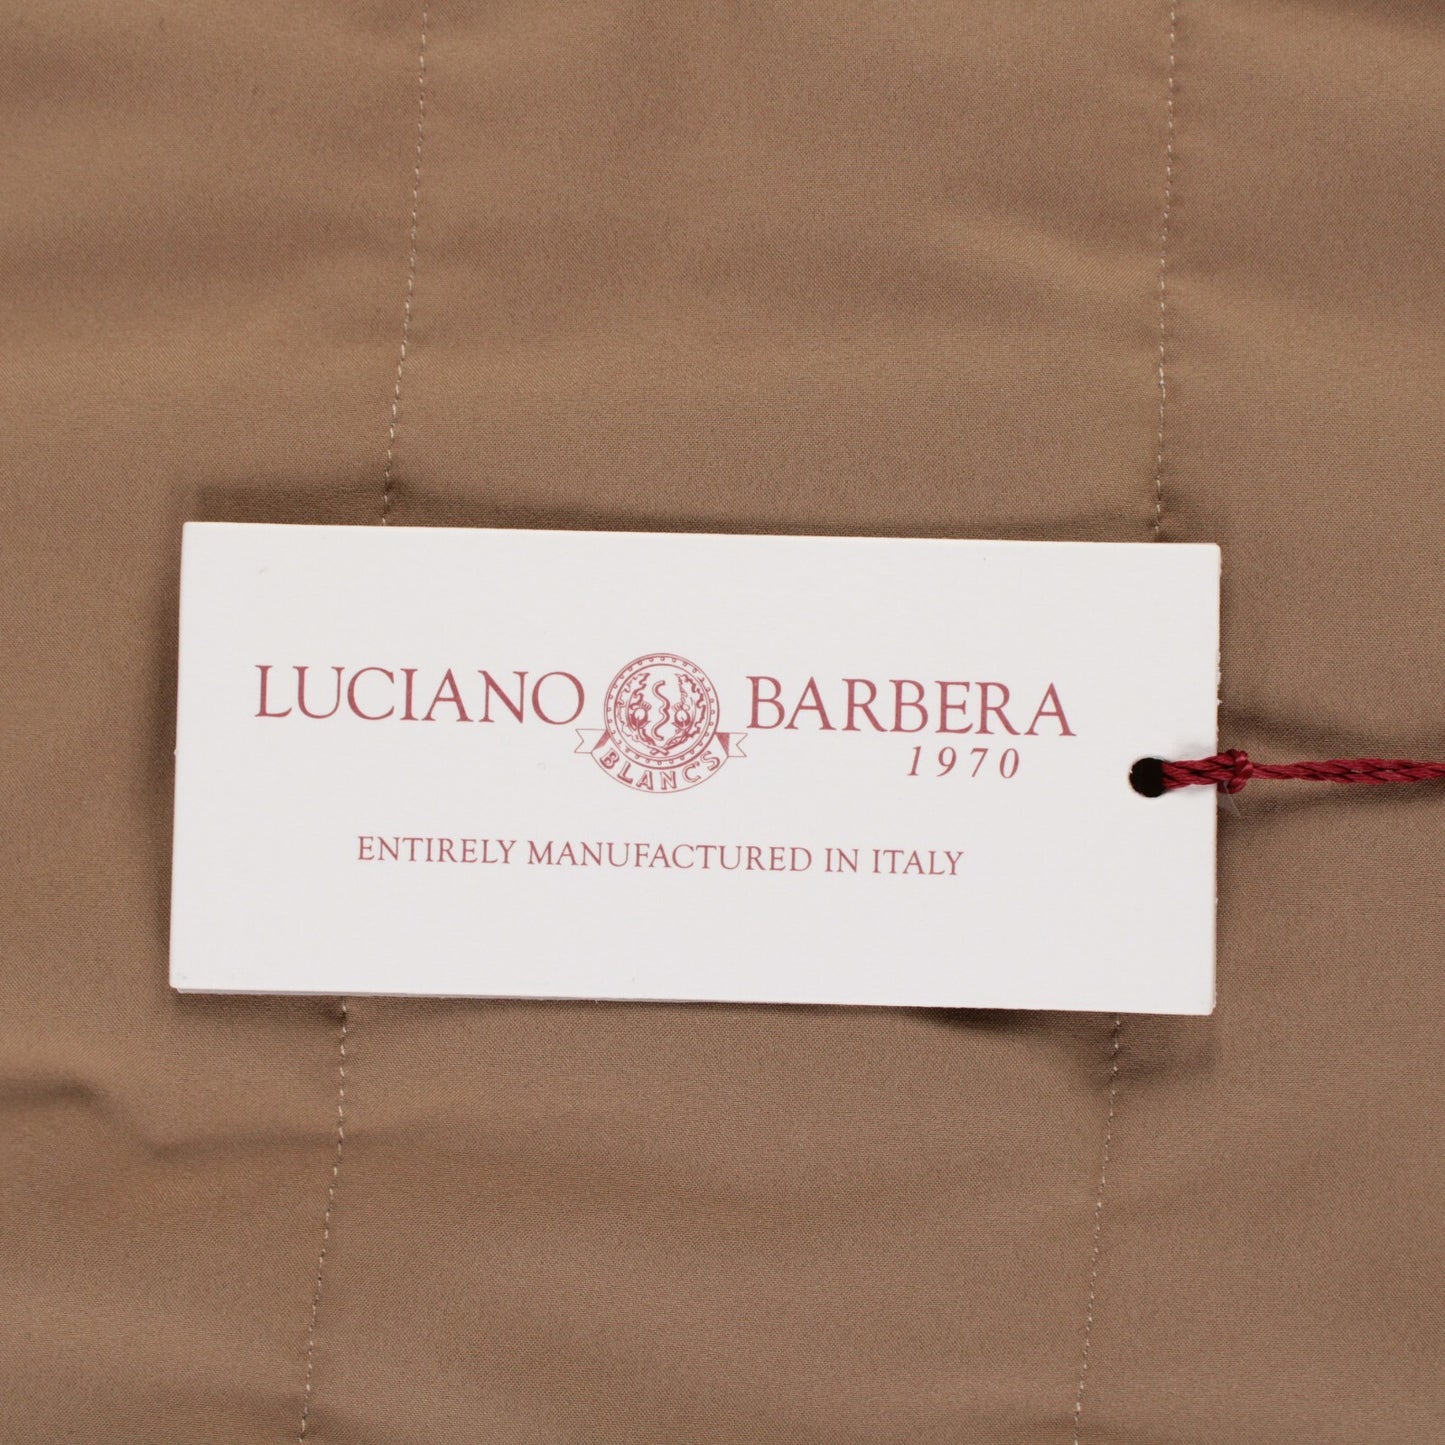 LUCIANO BARBERA
BLANC'S
1970
ENTIRELY MANUFACTURED IN ITALY